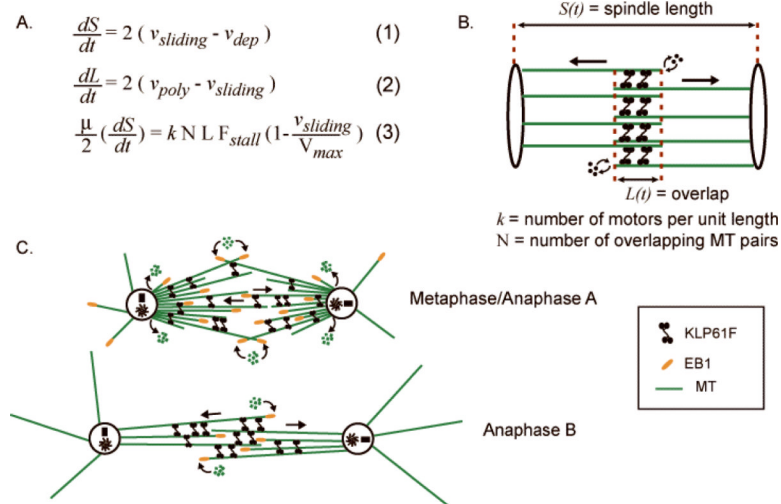 A.
dS/dt = 2 ( v_sliding - v_dep ) (1)
dL/dt = 2 ( v_poly - v_sliding ) (2)
μ/2 (dS/dt) = k N L F_stall (1- v_sliding/V_max ) (3)
B.
S(t) = spindle length
L(t) = overlap
k = number of motors per unit length
N = number of overlapping MT pairs
C.
Metaphase/Anaphase A
Anaphase B
KLP61F
EB1
MT